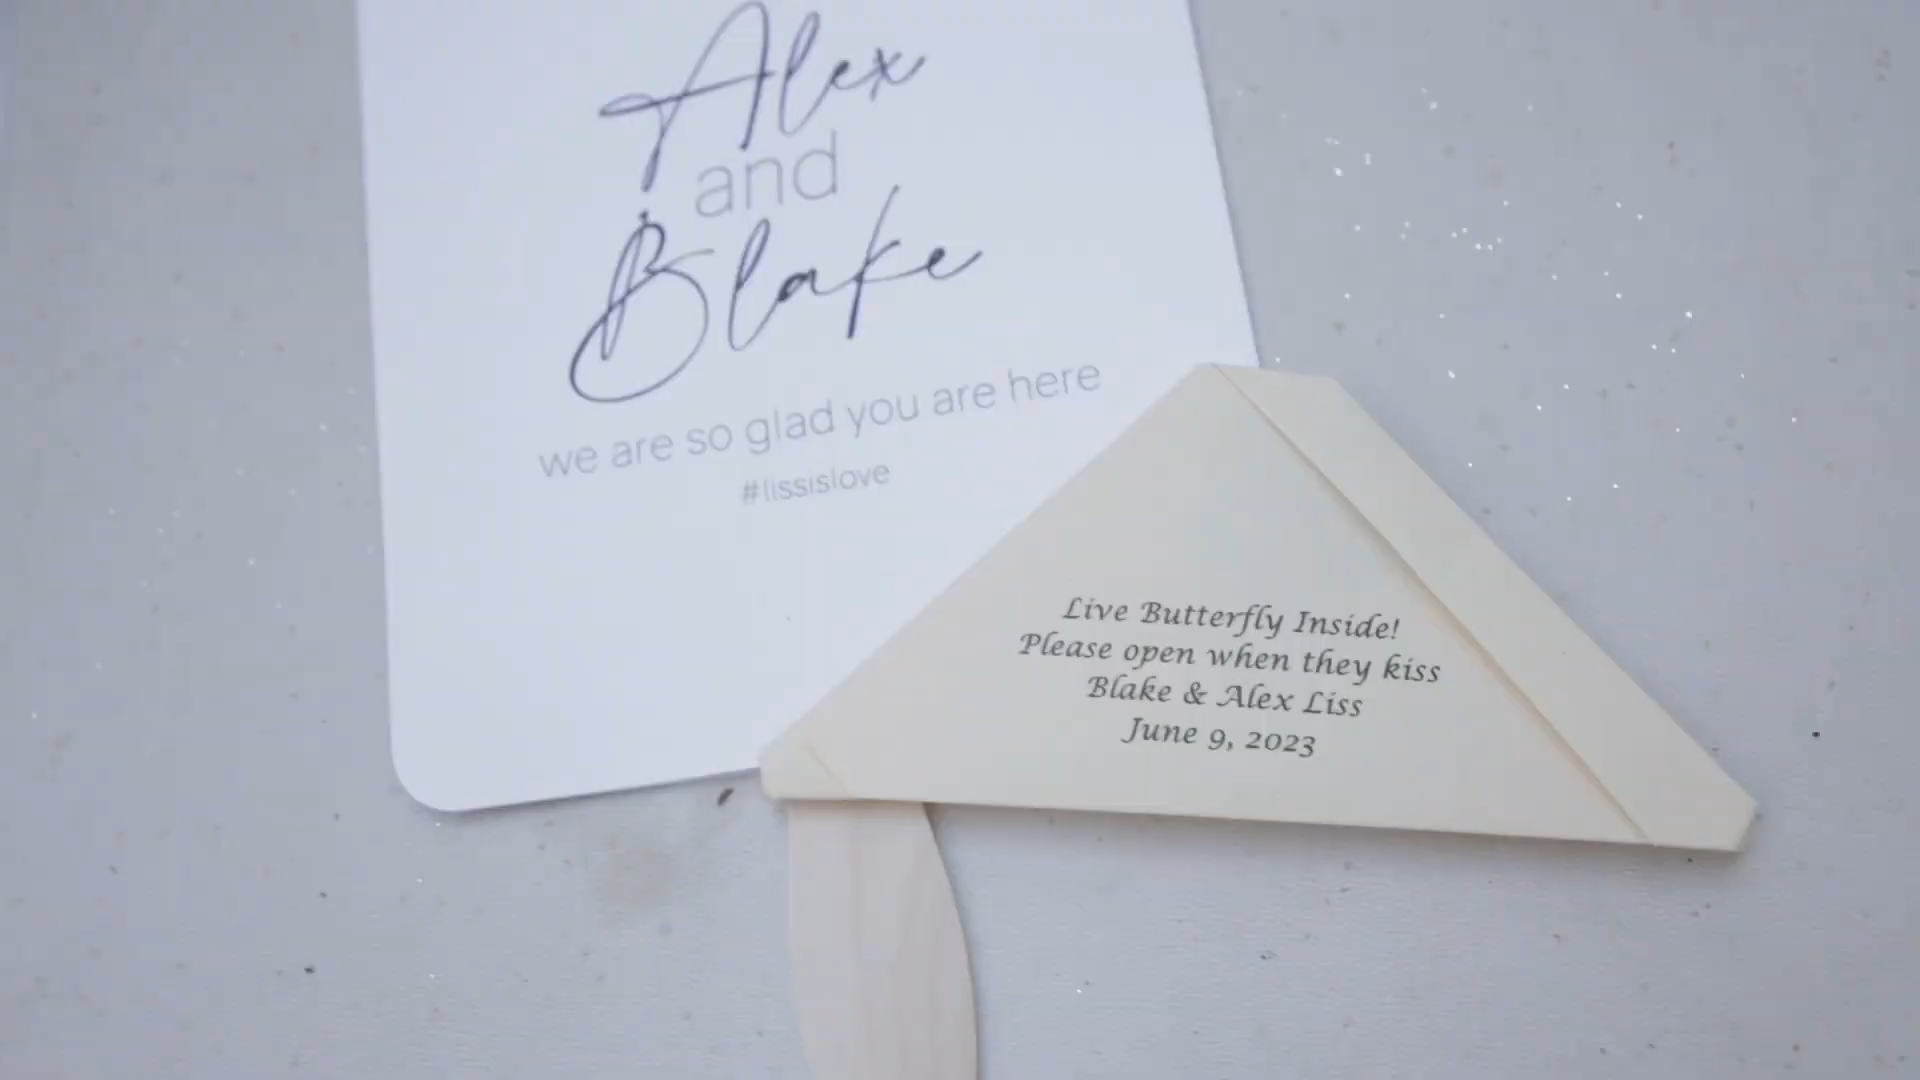 Alex
and
Blake
we are so glad you are here
#lissislove
Live Butterfly Inside!
Please open when they kiss
Blake & Alex Liss
June 9, 2023